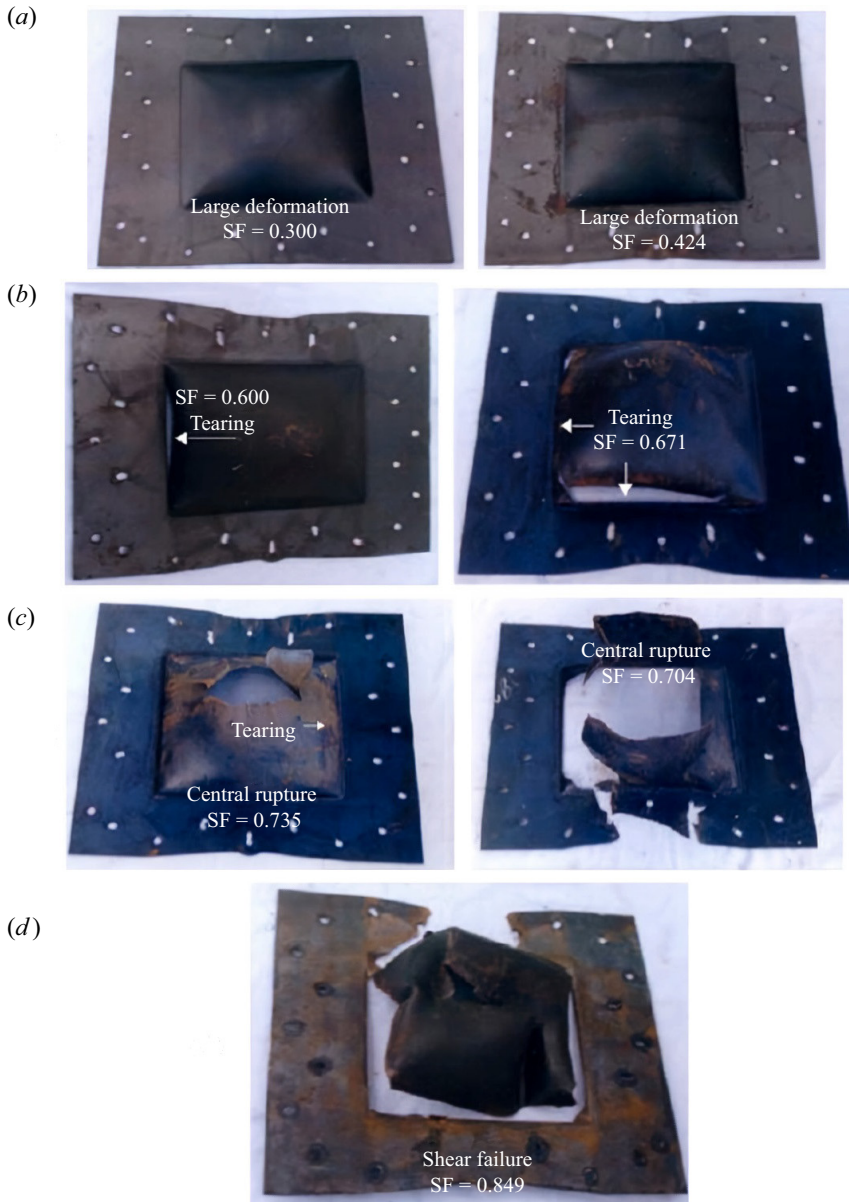 (a)
Large deformation
SF = 0.300
Large deformation
SF = 0.424
(b)
SF = 0.600
Tearing
Tearing
SF = 0.671
(c)
Tearing
Central rupture
SF = 0.735
Central rupture
SF = 0.704
(d)
Shear failure
SF = 0.849